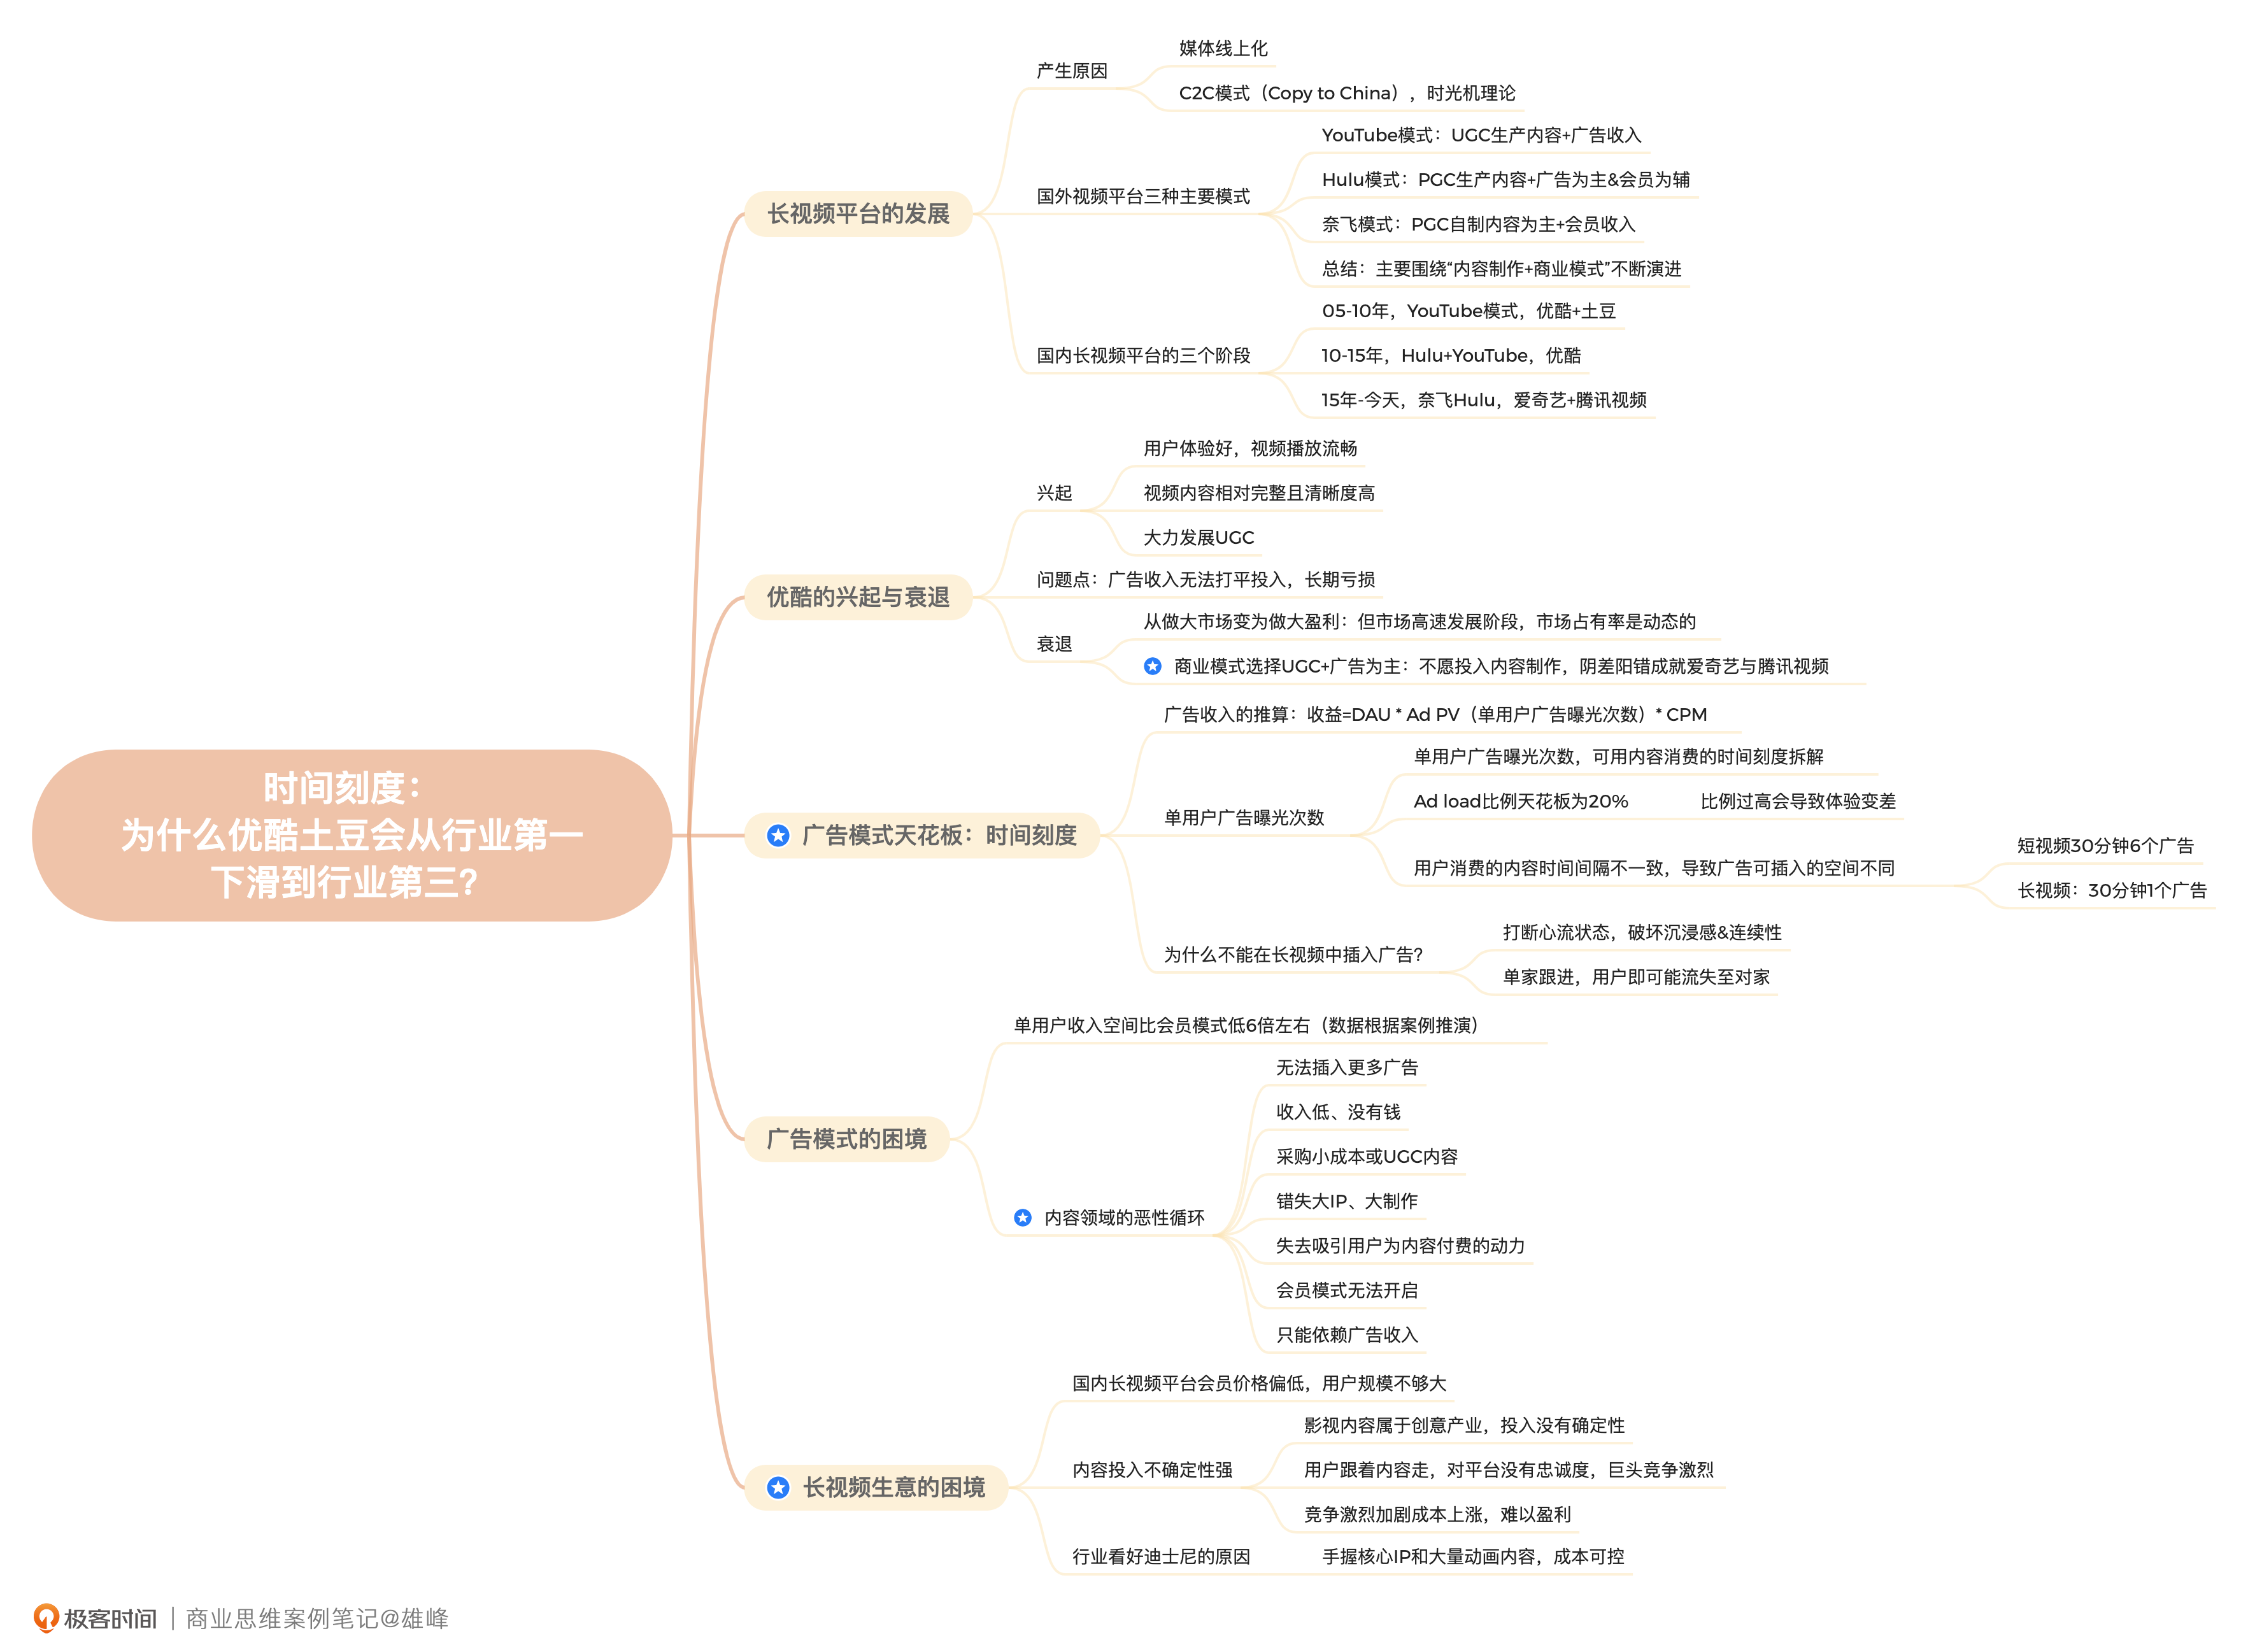 时间刻度：
为什么优酷土豆会从行业第一
下滑到行业第三？
长视频平台的发展
产生原因
媒体线上化
C2C模式（Copy to China），时光机理论
国外视频平台三种主要模式
YouTube模式：UGC生产内容+广告收入
Hulu模式：PGC生产内容+广告为主&会员为辅
奈飞模式：PGC自制内容为主+会员收入
总结：主要围绕“内容制作+商业模式”不断演进
国内长视频平台的三个阶段
05-10年，YouTube模式，优酷+土豆
10-15年，Hulu+YouTube，优酷
15年-今天，奈飞Hulu，爱奇艺+腾讯视频
优酷的兴起与衰退
兴起
用户体验好，视频播放流畅
视频内容相对完整且清晰度高
大力发展UGC
问题点：广告收入无法打平投入，长期亏损
衰退
从做大市场变为做大盈利：但市场高速发展阶段，市场占有率是动态的
商业模式选择UGC+广告为主：不愿投入内容制作，阴差阳错成就爱奇艺与腾讯视频
广告模式天花板：时间刻度
广告收入的推算：收益=DAU * Ad PV（单用户广告曝光次数）* CPM
单用户广告曝光次数
单用户广告曝光次数，可用内容消费的时间刻度拆解
Ad load比例天花板为20% 比例过高会导致体验变差
用户消费的内容时间间隔不一致，导致广告可插入的空间不同
短视频30分钟6个广告
长视频：30分钟1个广告
为什么不能在长视频中插入广告？
打断心流状态，破坏沉浸感&连续性
单家跟进，用户即可能流失至对家
广告模式的困境
单用户收入空间比会员模式低6倍左右（数据根据案例推演）
内容领域的恶性循环
无法插入更多广告
收入低、没有钱
采购小成本或UGC内容
错失大IP、大制作
失去吸引用户为内容付费的动力
会员模式无法开启
只能依赖广告收入
长视频生意的困境
国内长视频平台会员价格偏低，用户规模不够大
内容投入不确定性强
影视内容属于创意产业，投入没有确定性
用户跟着内容走，对平台没有忠诚度，巨头竞争激烈
竞争激烈加剧成本上涨，难以盈利
行业看好迪士尼的原因 手握核心IP和大量动画内容，成本可控
极客时间 | 商业思维案例笔记@雄峰